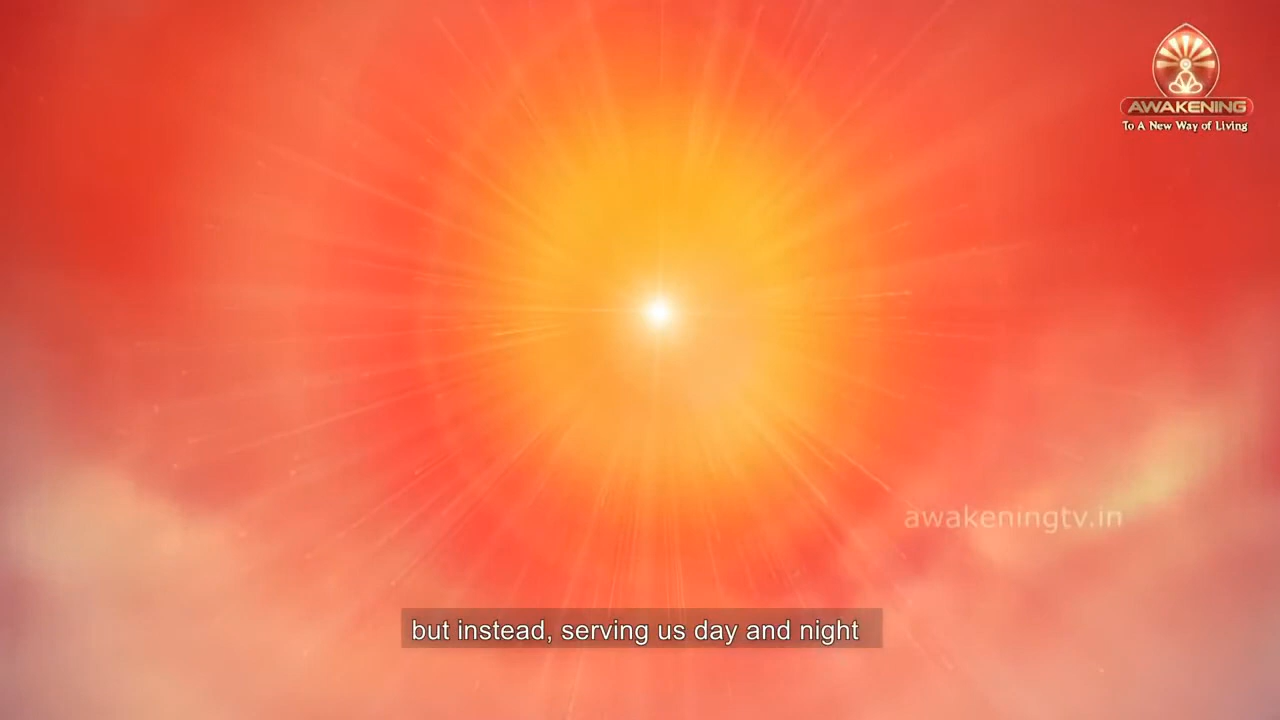 AWAKENING
To A New Way of Living
awakeningtv.in
but instead, serving us day and night